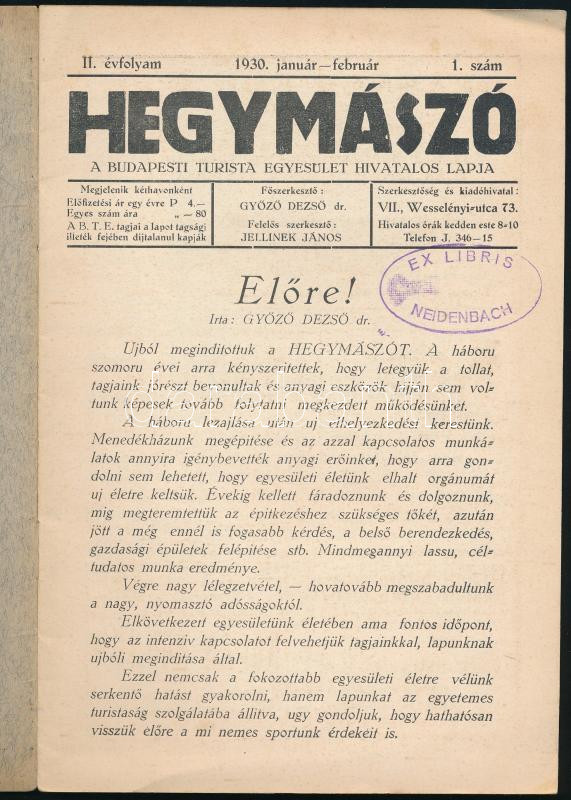 II. évfolyam 1930. január—február 1. szám
HEGYMÁSZÓ
A BUDAPESTI TURISTA EGYESÜLET HIVATALOS LAPJA
Megjelenik kéthavonként
Előfizetési ár egy évre P 4.—
Egyes szám ára „ —80
A B. T. E. tagjai a lapot tagsági
illeték fejében díjtalanul kapják
Főszerkesztő :
GYŐZŐ DEZSŐ dr.
Felelős szerkesztő :
JELLINEK JÁNOS
Szerkesztőség és kiadóhivatal :
VII., Wesselényi-utca 73.
Hivatalos órák kedden este 8-10
Telefon J. 346—15
EX LIBRIS
NEIDENBACH
Előre!
Irta : GYŐZŐ DEZSŐ dr.
Ujból megindítottuk a HEGYMÁSZÓT. A háboru
szomoru évei arra kényszerítettek, hogy letegyük a tollat,
tagjaink jórészt bevonultak és anyagi eszközök híjján sem vol-
tunk képesek tovább folytatni megkezdett működésünket.
A háboru lezajlása után uj elhelyezkedést kerestünk.
Menedékházunk megépítése és az azzal kapcsolatos munká-
latok annyira igénybevették anyagi erőinket, hogy arra gon-
dolni sem lehetett, hogy egyesületi életünk elhalt orgánumát
uj életre keltsük. Évekig kellett fáradoznunk és dolgoznunk,
míg megteremtettük az építkezéshez szükséges tőkét, azután
jött a még ennél is fogasabb kérdés, a belső berendezkedés,
gazdasági épületek felépítése stb. Mindmegannyi lassu, cél-
tudatos munka eredménye.
Végre nagy lélegzetvétel, — hovatovább megszabadultunk
a nagy, nyomasztó adósságoktól.
Elkövetkezett egyesületünk életében ama fontos időpont,
hogy az intenziv kapcsolatot felvehetjük tagjainkkal, lapunknak
ujbóli megindítása által.
Ezzel nemcsak a fokozottabb egyesületi életre vélünk
serkentő hatást gyakorolni, hanem lapunkat az egyetemes
turistaság szolgálatába állítva, ugy gondoljuk, hogy hathatósan
visszük előre a mi nemes sportunk érdekeit is.